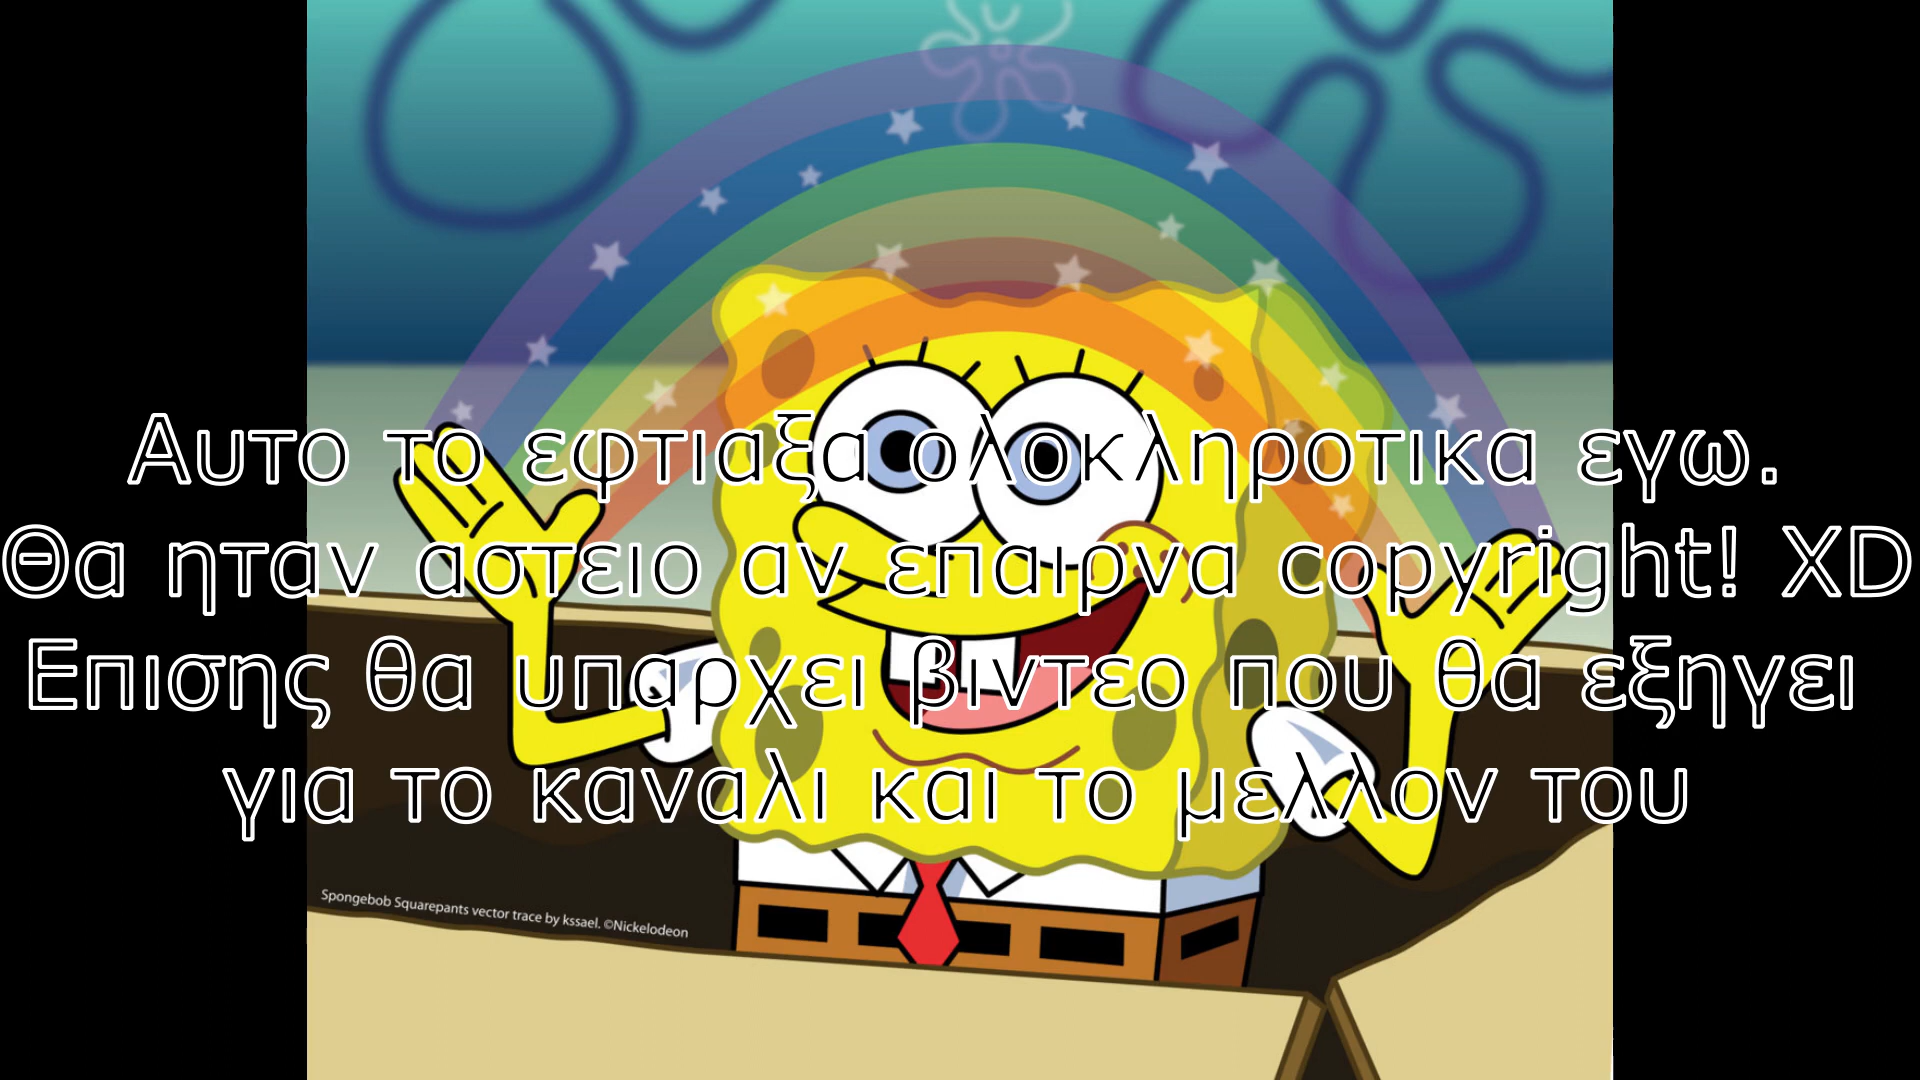 Αυτο το εφτιαξα ολοκληροτικα εγω.
Θα ηταν αστειο αν επαιρνα copyright! XD
Επισης θα υπαρχει βιντεο που θα εξηγει
για το καναλι και το μελλον του
Spongebob Squarepants vector trace by kssael. ©Nickelodeon